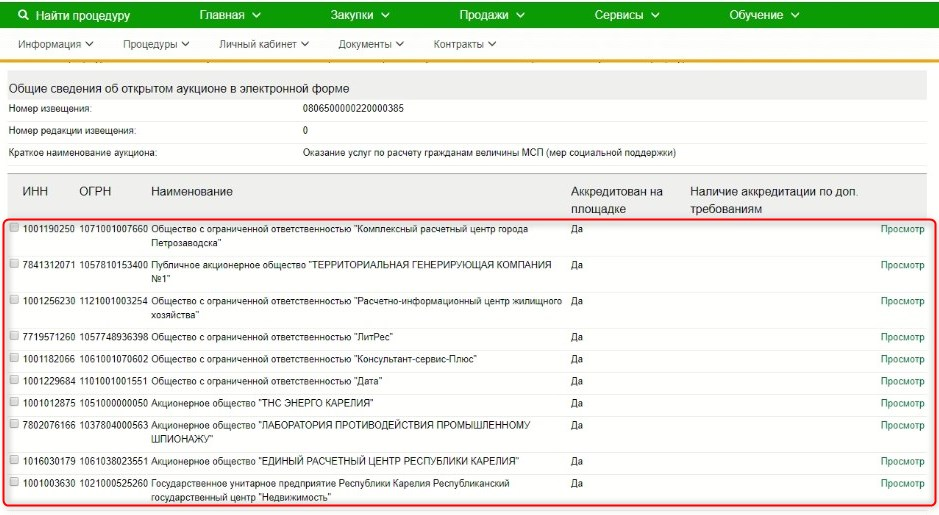 Найти процедуру Главная Закупки Продажи Сервисы Обучение
Информация Процедуры Личный кабинет Документы Контракты
Общие сведения об открытом аукционе в электронной форме
Номер извещения: 0806500000220000385
Номер редакции извещения: 0
Краткое наименование аукциона: Оказание услуг по расчету гражданам величины МСП (мер социальной поддержки)
ИНН ОГРН Наименование Аккредитован на Наличие аккредитации по доп.
площадке требованиям
1001190250 1071001007660 Общество с ограниченной ответственностью "Комплексный расчетный центр города Да Просмотр
Петрозаводска"
7841312071 1057810153400 Публичное акционерное общество "ТЕРРИТОРИАЛЬНАЯ ГЕНЕРИРУЮЩАЯ КОМПАНИЯ Да Просмотр
№1"
1001256230 1121001003254 Общество с ограниченной ответственностью "Расчетно-информационный центр жилищного Да Просмотр
хозяйства"
7719571260 1057748936398 Общество с ограниченной ответственностью "ЛитРес" Да Просмотр
1001182066 1061001070602 Общество с ограниченной ответственностью "Консультант-сервис-Плюс" Да Просмотр
1001229684 1101001001551 Общество с ограниченной ответственностью "Дата" Да Просмотр
1001012875 1051000000050 Акционерное общество "ТНС ЭНЕРГО КАРЕЛИЯ" Да Просмотр
7802076166 1037804000563 Акционерное общество "ЛАБОРАТОРИЯ ПРОТИВОДЕЙСТВИЯ ПРОМЫШЛЕННОМУ Да Просмотр
ШПИОНАЖУ"
1016030179 1061038023551 Акционерное общество "ЕДИНЫЙ РАСЧЕТНЫЙ ЦЕНТР РЕСПУБЛИКИ КАРЕЛИЯ" Да Просмотр
1001003630 1021000525260 Государственное унитарное предприятие Республики Карелия Республиканский Да Просмотр
государственный центр "Недвижимость"